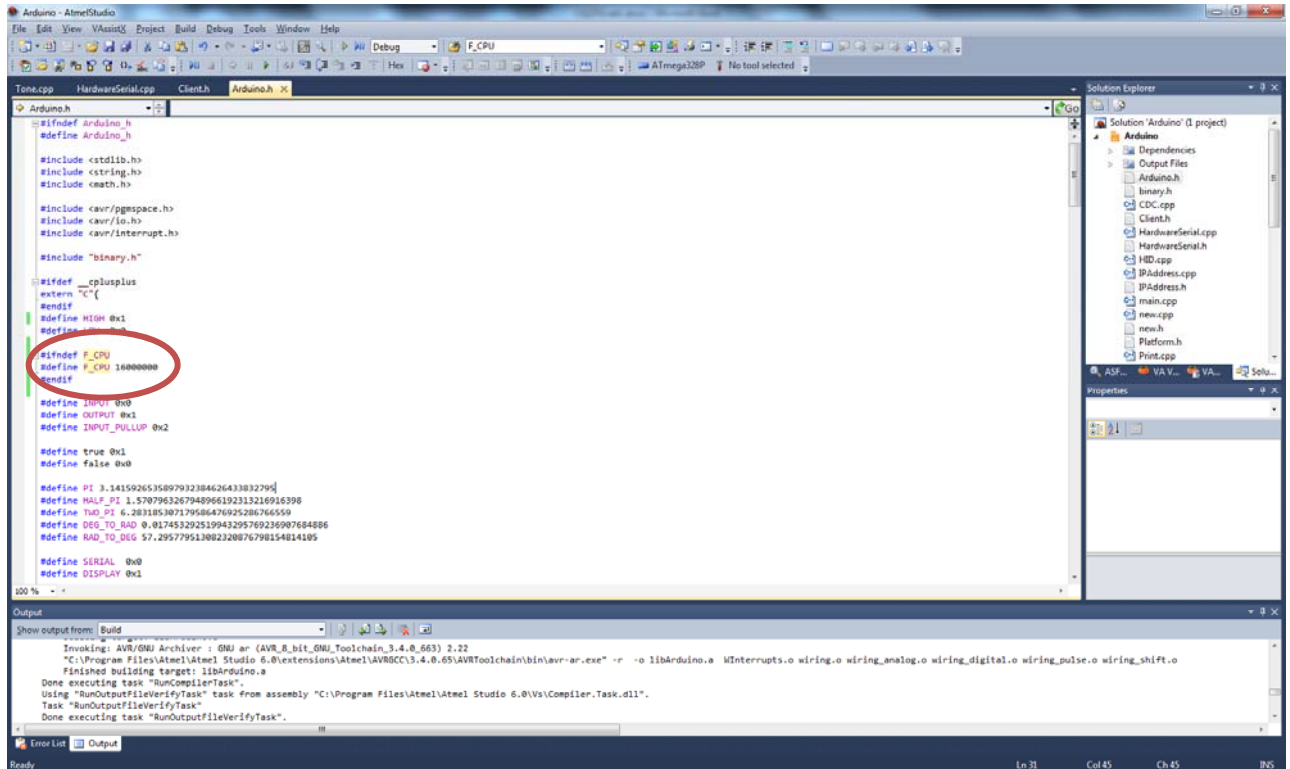 Arduino - AtmelStudio
File Edit View VAssistX Project Build Debug Tools Window Help
Debug F_CPU
Hex ATmega328P No tool selected
Tone.cpp HardwareSerial.cpp Client.h Arduino.h
Arduino.h Go
#ifndef Arduino_h
#define Arduino_h
#include <stdlib.h>
#include <string.h>
#include <math.h>
#include <avr/pgmspace.h>
#include <avr/io.h>
#include <avr/interrupt.h>
#include "binary.h"
#ifdef __cplusplus
extern "C"{
#endif
#define HIGH 0x1
#define
#ifndef F_CPU
#define F_CPU 16000000
#endif
#define INPUT 0x0
#define OUTPUT 0x1
#define INPUT_PULLUP 0x2
#define true 0x1
#define false 0x0
#define PI 3.1415926535897932384626433832795
#define HALF_PI 1.5707963267948966192313216916398
#define TWO_PI 6.283185307179586476925286766559
#define DEG_TO_RAD 0.017453292519943295769236907684886
#define RAD_TO_DEG 57.295779513082320876798154814105
#define SERIAL 0x0
#define DISPLAY 0x1
100 %
Solution Explorer
Solution 'Arduino' (1 project)
Arduino
Dependencies
Output Files
Arduino.h
binary.h
CDC.cpp
Client.h
HardwareSerial.cpp
HardwareSerial.h
HID.cpp
IPAddress.cpp
IPAddress.h
main.cpp
new.cpp
new.h
Platform.h
Print.cpp
ASF... VA V... VA... Solu...
Properties
Output
Show output from: Build
Invoking: AVR/GNU Archiver : GNU ar (AVR_8_bit_GNU_Toolchain_3.4.0_663) 2.22
"C:\Program Files\Atmel\Atmel Studio 6.0\extensions\Atmel\AVRGCC\3.4.0.65\AVRToolchain\bin\avr-ar.exe" -r -o libArduino.a WInterrupts.o wiring.o wiring_analog.o wiring_digital.o wiring_pulse.o wiring_shift.o
Finished building target: libArduino.a
Done executing task "RunCompilerTask".
Using "RunOutputFileVerifyTask" task from assembly "C:\Program Files\Atmel\Atmel Studio 6.0\Vs\Compiler.Task.dll".
Task "RunOutputFileVerifyTask"
Done executing task "RunOutputFileVerifyTask".
Error List Output
Ready Ln 31 Col 45 Ch 45 INS